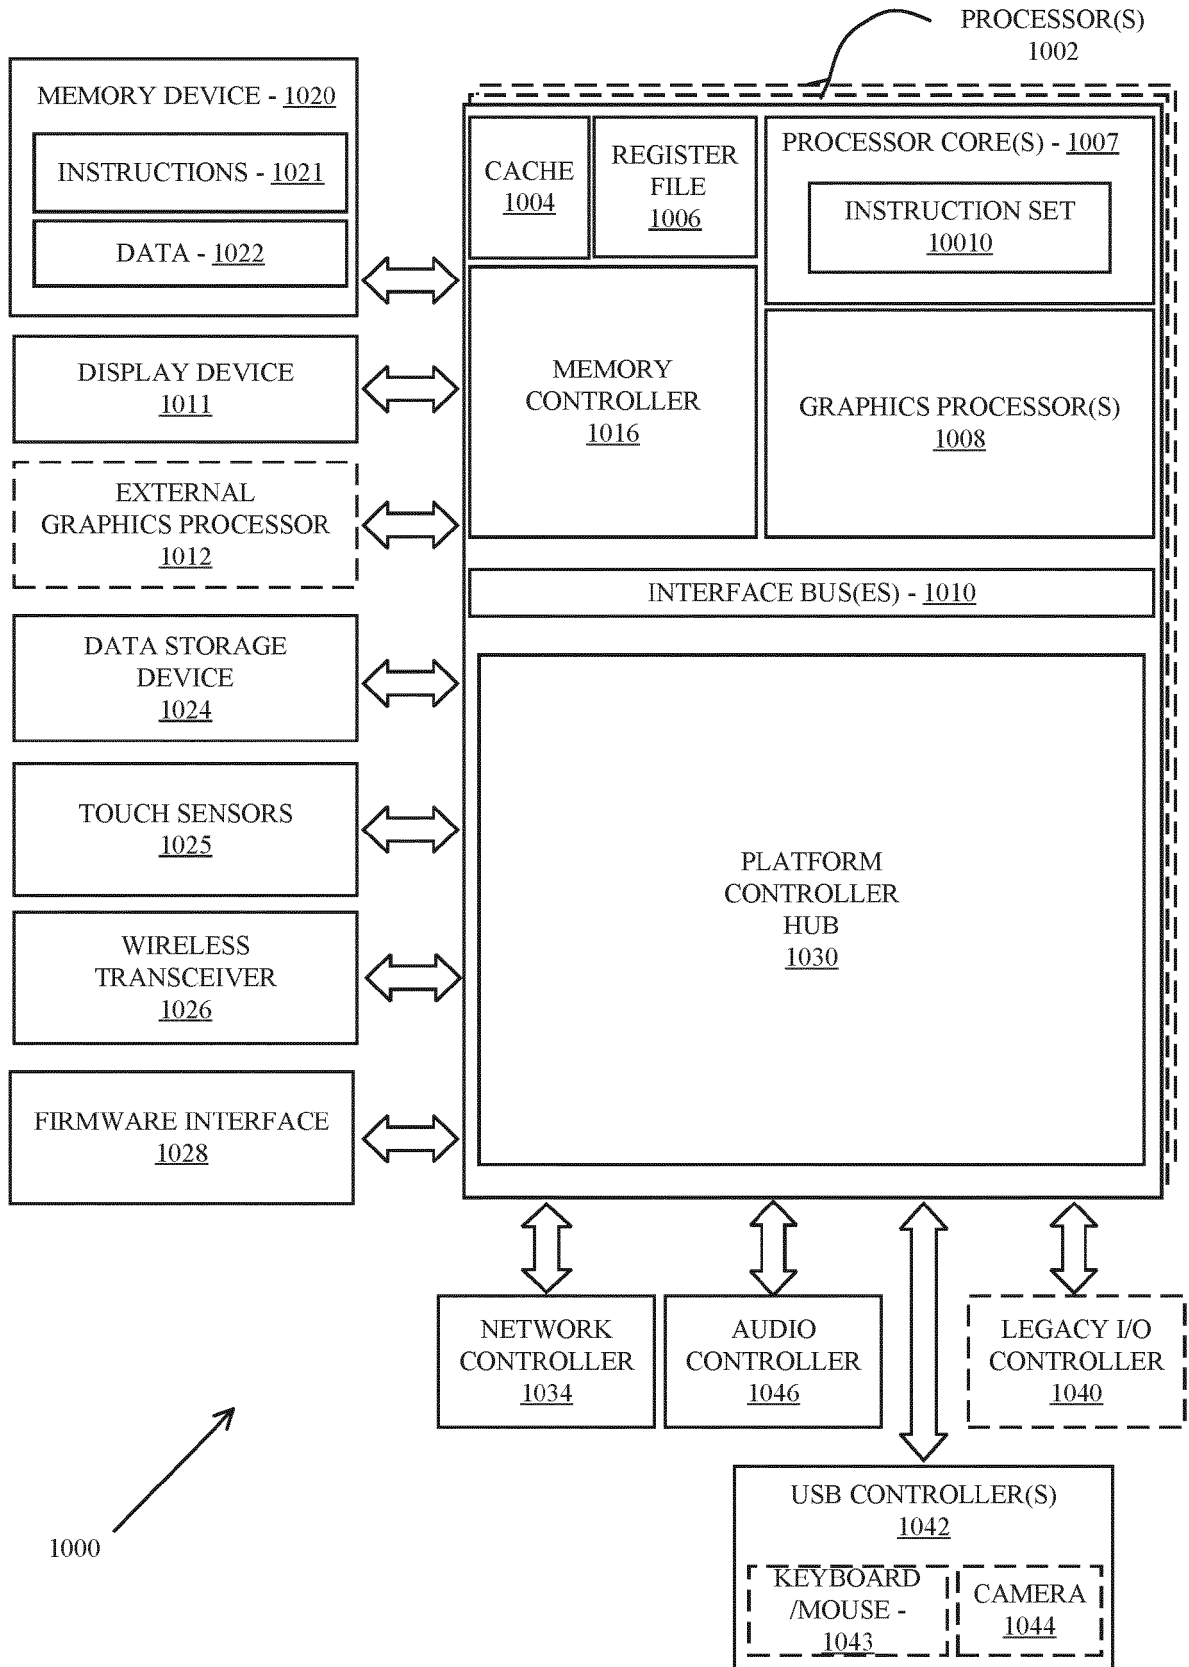 PROCESSOR(S)
1002
MEMORY DEVICE - 1020
INSTRUCTIONS - 1021
DATA - 1022
CACHE
1004
REGISTER
FILE
1006
PROCESSOR CORE(S) - 1007
INSTRUCTION SET
10010
DISPLAY DEVICE
1011
MEMORY
CONTROLLER
1016
GRAPHICS PROCESSOR(S)
1008
EXTERNAL
GRAPHICS PROCESSOR
1012
INTERFACE BUS(ES) - 1010
DATA STORAGE
DEVICE
1024
TOUCH SENSORS
1025
PLATFORM
CONTROLLER
HUB
1030
WIRELESS
TRANSCEIVER
1026
FIRMWARE INTERFACE
1028
NETWORK
CONTROLLER
1034
AUDIO
CONTROLLER
1046
LEGACY I/O
CONTROLLER
1040
USB CONTROLLER(S)
1042
KEYBOARD
/MOUSE -
1043
CAMERA
1044
1000